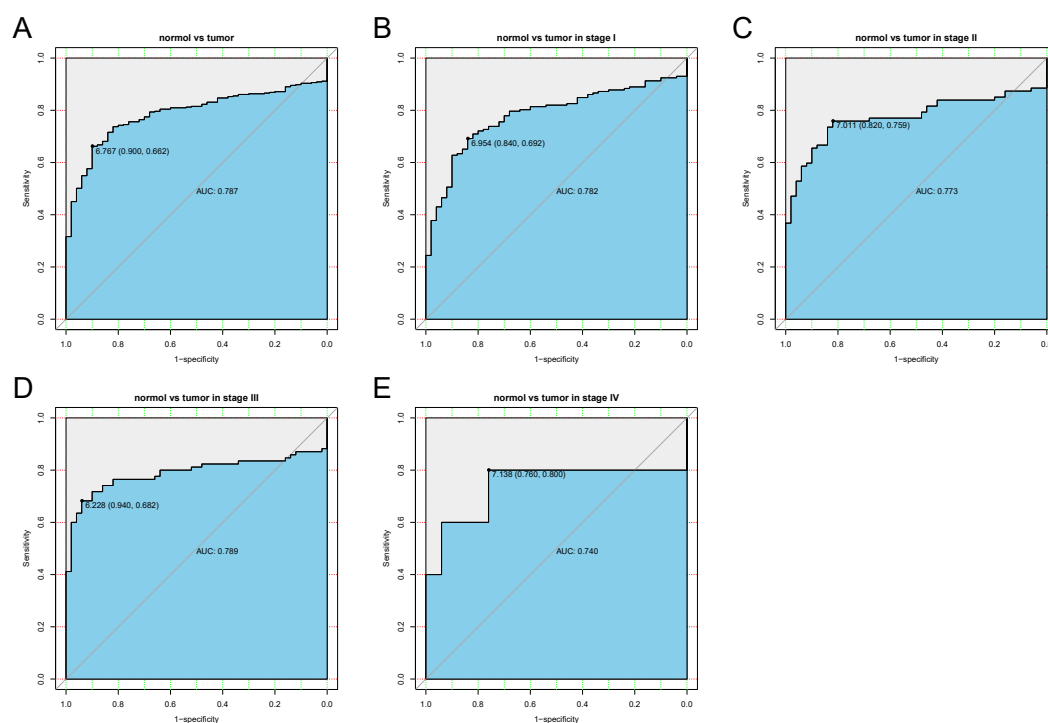 A
normol vs tumor
Sensitivity
0.0 0.2 0.4 0.6 0.8 1.0
6.767 (0.900, 0.662)
AUC: 0.787
1.0 0.8 0.6 0.4 0.2 0.0
1−specificity
B
normol vs tumor in stage I
Sensitivity
0.0 0.2 0.4 0.6 0.8 1.0
6.954 (0.840, 0.692)
AUC: 0.782
1.0 0.8 0.6 0.4 0.2 0.0
1−specificity
C
normol vs tumor in stage II
Sensitivity
0.0 0.2 0.4 0.6 0.8 1.0
7.011 (0.820, 0.759)
AUC: 0.773
1.0 0.8 0.6 0.4 0.2 0.0
1−specificity
D
normol vs tumor in stage III
Sensitivity
0.0 0.2 0.4 0.6 0.8 1.0
6.228 (0.940, 0.682)
AUC: 0.789
1.0 0.8 0.6 0.4 0.2 0.0
1−specificity
E
normol vs tumor in stage IV
Sensitivity
0.0 0.2 0.4 0.6 0.8 1.0
7.138 (0.760, 0.800)
AUC: 0.740
1.0 0.8 0.6 0.4 0.2 0.0
1−specificity